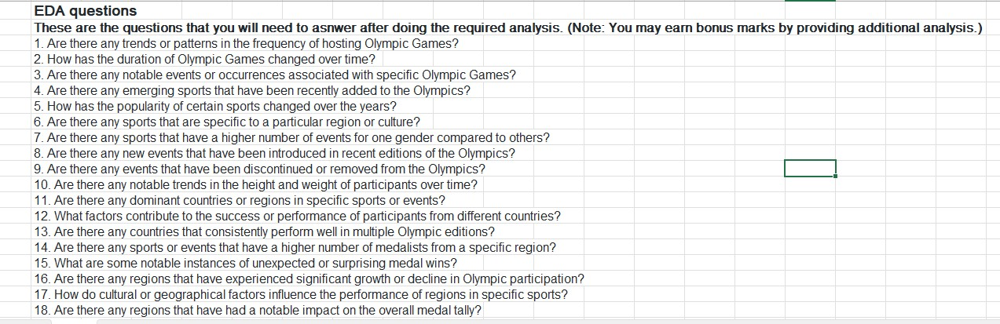 EDA questions
These are the questions that you will need to asnwer after doing the required analysis. (Note: You may earn bonus marks by providing additional analysis.)
1. Are there any trends or patterns in the frequency of hosting Olympic Games?
2. How has the duration of Olympic Games changed over time?
3. Are there any notable events or occurrences associated with specific Olympic Games?
4. Are there any emerging sports that have been recently added to the Olympics?
5. How has the popularity of certain sports changed over the years?
6. Are there any sports that are specific to a particular region or culture?
7. Are there any sports that have a higher number of events for one gender compared to others?
8. Are there any new events that have been introduced in recent editions of the Olympics?
9. Are there any events that have been discontinued or removed from the Olympics?
10. Are there any notable trends in the height and weight of participants over time?
11. Are there any dominant countries or regions in specific sports or events?
12. What factors contribute to the success or performance of participants from different countries?
13. Are there any countries that consistently perform well in multiple Olympic editions?
14. Are there any sports or events that have a higher number of medalists from a specific region?
15. What are some notable instances of unexpected or surprising medal wins?
16. Are there any regions that have experienced significant growth or decline in Olympic participation?
17. How do cultural or geographical factors influence the performance of regions in specific sports?
18. Are there any regions that have had a notable impact on the overall medal tally?